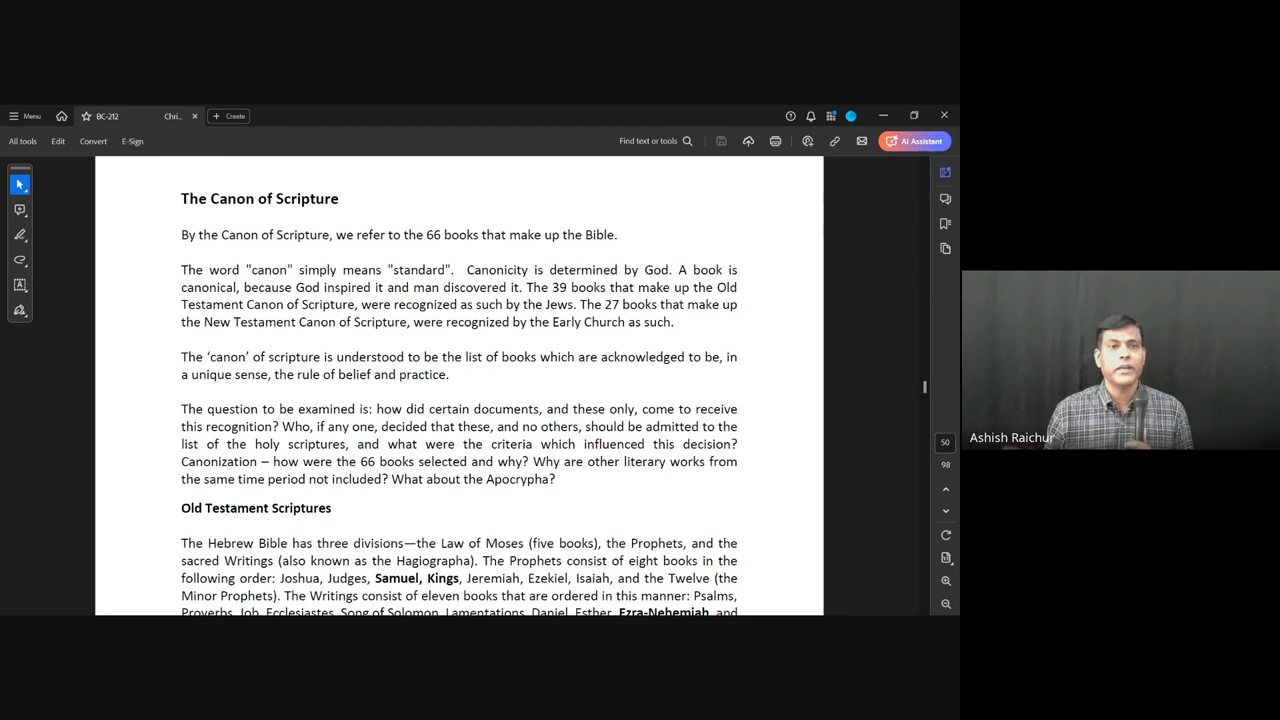 Menu
BC-212
Chri...
Create
All tools
Edit
Convert
E-Sign
Find text or tools
AI Assistant
The Canon of Scripture
By the Canon of Scripture, we refer to the 66 books that make up the Bible.
The word "canon" simply means "standard". Canonicity is determined by God. A book is
canonical, because God inspired it and man discovered it. The 39 books that make up the Old
Testament Canon of Scripture, were recognized as such by the Jews. The 27 books that make up
the New Testament Canon of Scripture, were recognized by the Early Church as such.
The ‘canon’ of scripture is understood to be the list of books which are acknowledged to be, in
a unique sense, the rule of belief and practice.
The question to be examined is: how did certain documents, and these only, come to receive
this recognition? Who, if any one, decided that these, and no others, should be admitted to the
list of the holy scriptures, and what were the criteria which influenced this decision?
Canonization – how were the 66 books selected and why? Why are other literary works from
the same time period not included? What about the Apocrypha?
Old Testament Scriptures
The Hebrew Bible has three divisions—the Law of Moses (five books), the Prophets, and the
sacred Writings (also known as the Hagiographa). The Prophets consist of eight books in the
following order: Joshua, Judges, Samuel, Kings, Jeremiah, Ezekiel, Isaiah, and the Twelve (the
Minor Prophets). The Writings consist of eleven books that are ordered in this manner: Psalms,
Proverbs, Job, Ecclesiastes, Song of Solomon, Lamentations, Daniel, Esther, Ezra-Nehemiah, and
50
98
Ashish Raichur